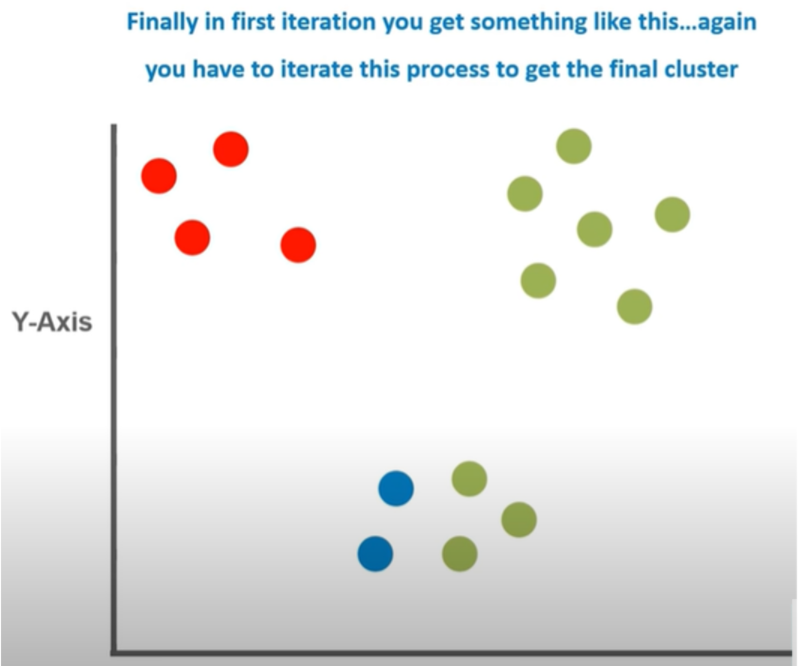 Finally in first iteration you get something like this...again
you have to iterate this process to get the final cluster
Y-Axis